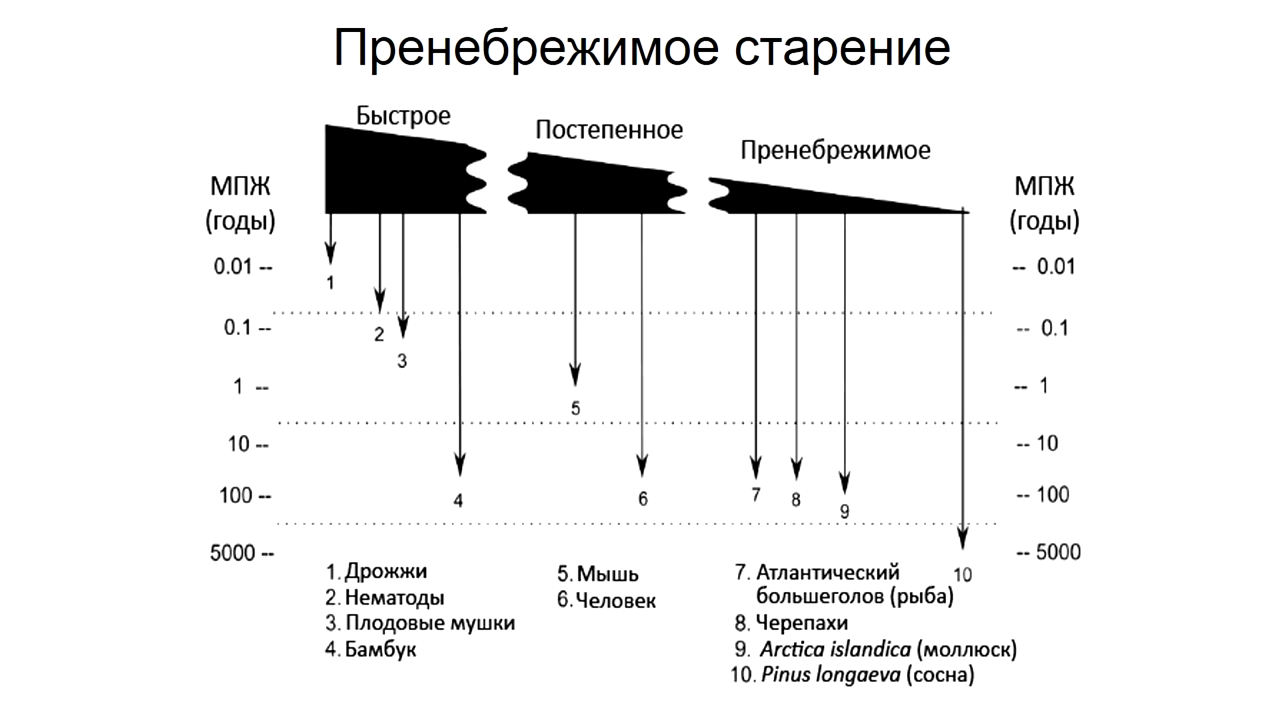 Пренебрежимое старение
Быстрое
Постепенное
Пренебрежимое
МПЖ
(годы)
МПЖ
(годы)
0.01 --
-- 0.01
0.1 --
-- 0.1
1 --
-- 1
10 --
-- 10
100 --
-- 100
5000 --
-- 5000
1
2
3
4
5
6
7
8
9
10
1. Дрожжи
2. Нематоды
3. Плодовые мушки
4. Бамбук
5. Мышь
6. Человек
7. Атлантический
большеголов (рыба)
8. Черепахи
9. Arctica islandica (моллюск)
10. Pinus longaeva (сосна)